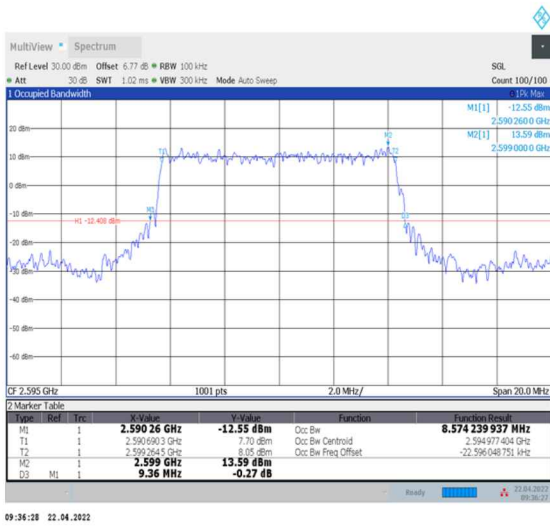 MultiView Spectrum
Ref Level 30.00 dBm Offset 6.77 dB RBW 100 kHz SGL
Att 30 dB SWT 1.02 ms VBW 300 kHz Mode Auto Sweep Count 100/100
1 Occupied Bandwidth 1Pk Max
M1[1] -12.55 dBm
2.590 260 0 GHz
M2[1] 13.59 dBm
2.599 000 0 GHz
20 dBm
M2
T1 T2
10 dBm
0 dBm
-10 dBm
D3
H1 -12.408 dBm
-20 dBm
-30 dBm
-40 dBm
-50 dBm
-60 dBm
CF 2.595 GHz 1001 pts 2.0 MHz/ Span 20.0 MHz
2 Marker Table
Type Ref Trc X-Value Y-Value Function Function Result
M1 1 2.590 26 GHz -12.55 dBm Occ Bw 8.574 239 937 MHz
T1 1 2.590 690 3 GHz 7.70 dBm Occ Bw Centroid 2.594 977 404 GHz
T2 1 2.599 264 5 GHz 8.05 dBm Occ Bw Freq Offset -22.596 048 751 kHz
M2 1 2.599 GHz 13.59 dBm
D3 M1 1 9.36 MHz -0.27 dB
Ready 22.04.2022
09:36:27
09:36:28 22.04.2022